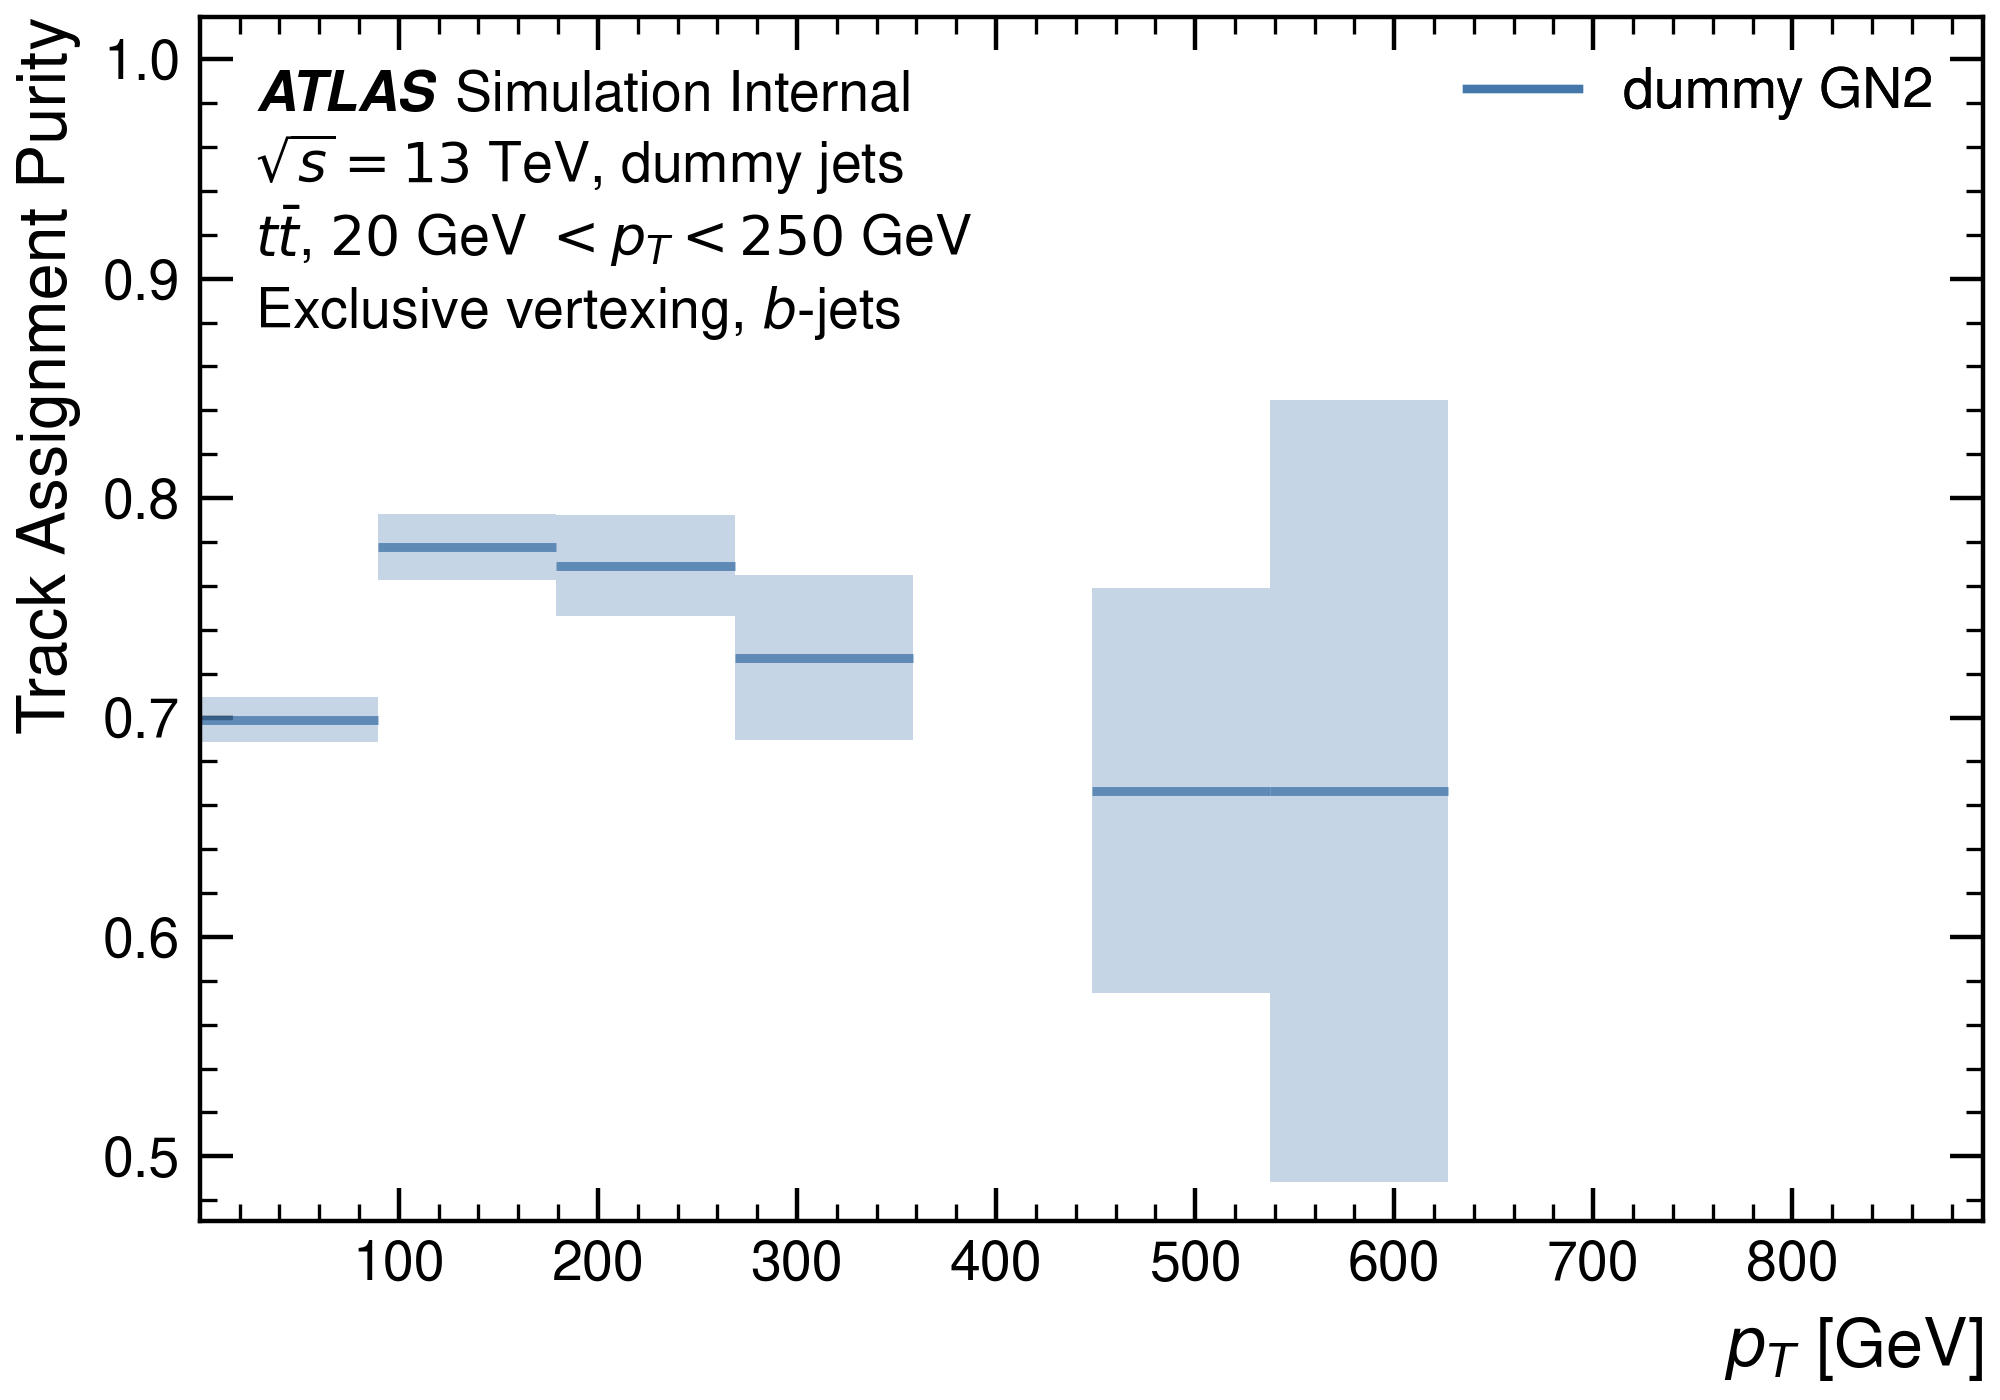 Track Assignment Purity
1.0
0.9
0.8
0.7
0.6
0.5
ATLAS Simulation Internal
√s = 13 TeV, dummy jets
tt̄, 20 GeV < p_T < 250 GeV
Exclusive vertexing, b-jets
dummy GN2
100 200 300 400 500 600 700 800
p_T [GeV]